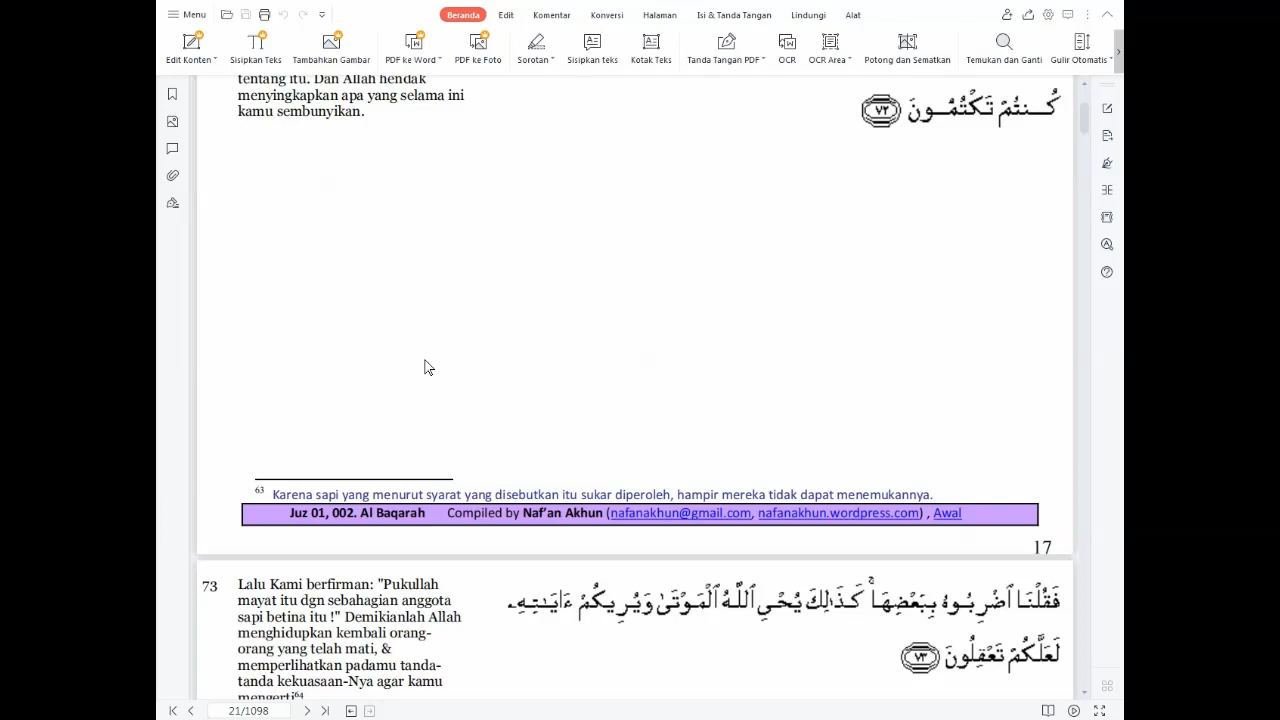 Menu
Beranda Edit Komentar Konversi Halaman Isi & Tanda Tangan Lindungi Alat
Edit Konten Sisipkan Teks Tambahkan Gambar PDF ke Word PDF ke Foto Sorotan Sisipkan teks Kotak Teks Tanda Tangan PDF OCR OCR Area Potong dan Sematkan Temukan dan Ganti Gulir Otomatis
tentang itu. Dan Allah hendak
menyingkapkan apa yang selama ini
kamu sembunyikan.
كُنتُمْ تَكْتُمُونَ ٧٢
63 Karena sapi yang menurut syarat yang disebutkan itu sukar diperoleh, hampir mereka tidak dapat menemukannya.
Juz 01, 002. Al Baqarah Compiled by Naf’an Akhun (nafanakhun@gmail.com, nafanakhun.wordpress.com) , Awal
17
73 Lalu Kami berfirman: "Pukullah
mayat itu dgn sebahagian anggota
sapi betina itu !" Demikianlah Allah
menghidupkan kembali orang-
orang yang telah mati, &
memperlihatkan padamu tanda-
tanda kekuasaan-Nya agar kamu
mengerti64
فَقُلْنَا ٱضْرِبُوهُ بِبَعْضِهَا ۚ كَذَٰلِكَ يُحْىِ ٱللَّهُ ٱلْمَوْتَىٰ وَيُرِيكُمْ ءَايَـٰتِهِۦ
لَعَلَّكُمْ تَعْقِلُونَ ٧٣
21/1098